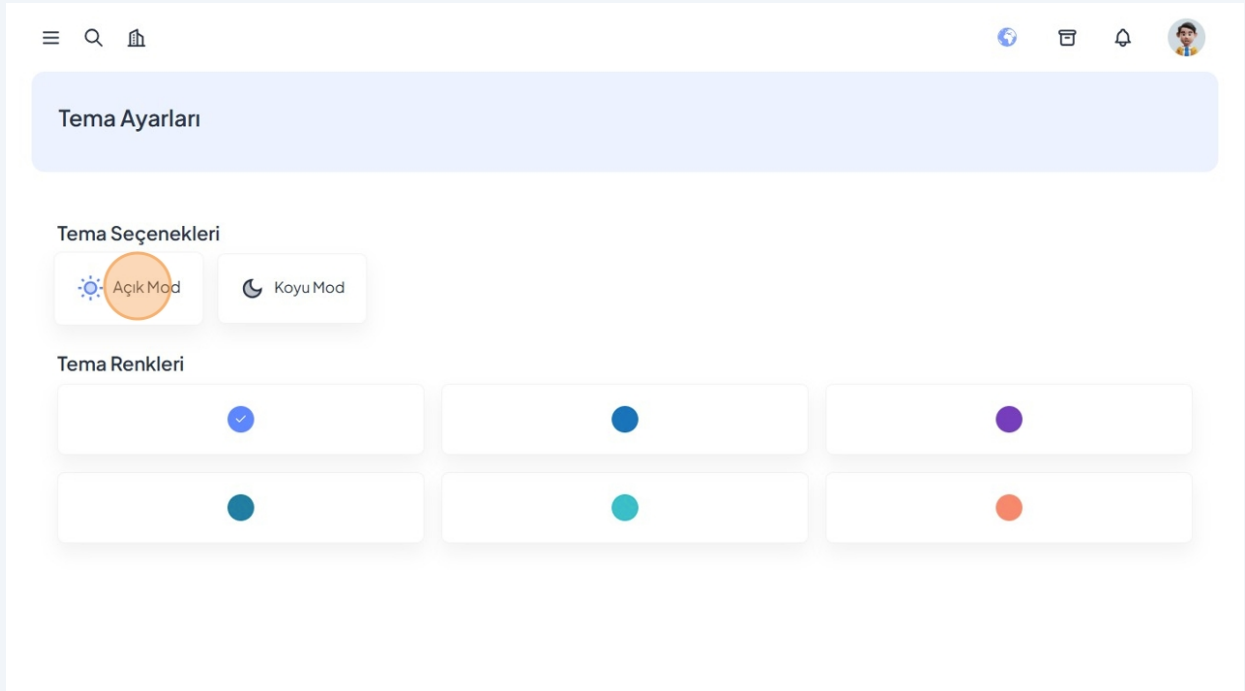 Tema Ayarları
Tema Seçenekleri
Açık Mod
Koyu Mod
Tema Renkleri